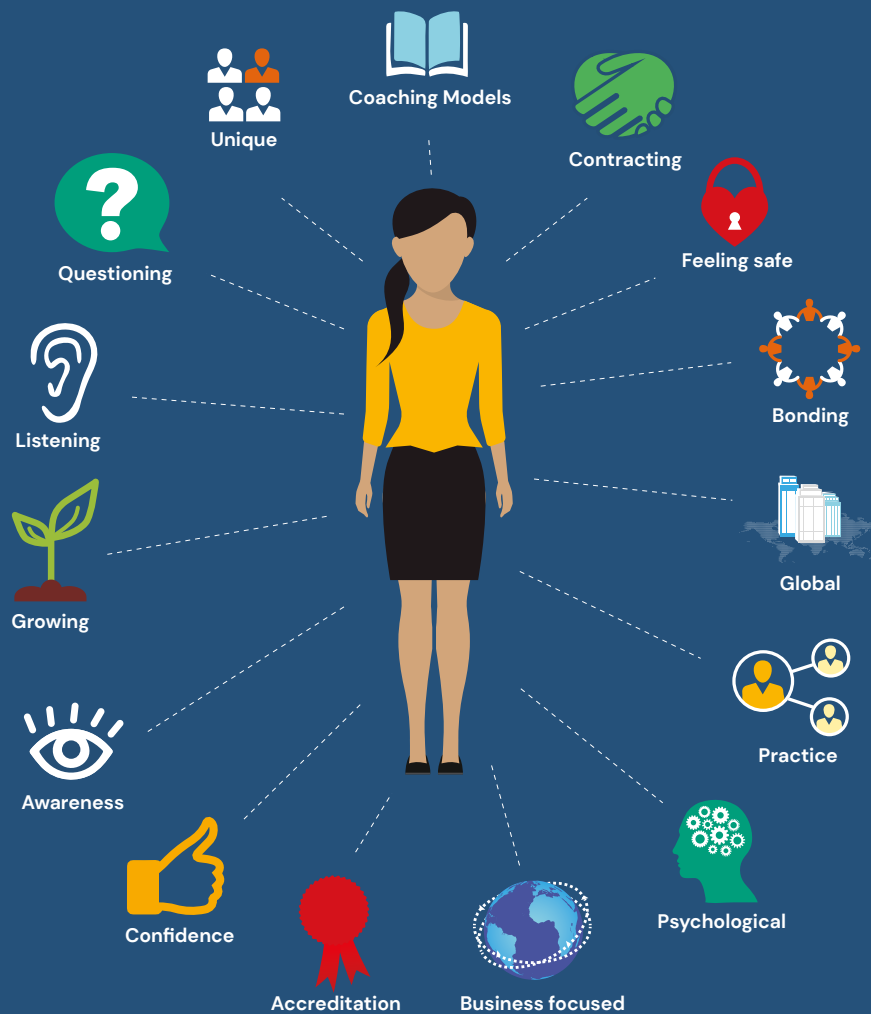 Coaching Models
Unique
Contracting
Feeling safe
Questioning
Bonding
Listening
Global
Growing
Practice
Awareness
Psychological
Confidence
Accreditation
Business focused